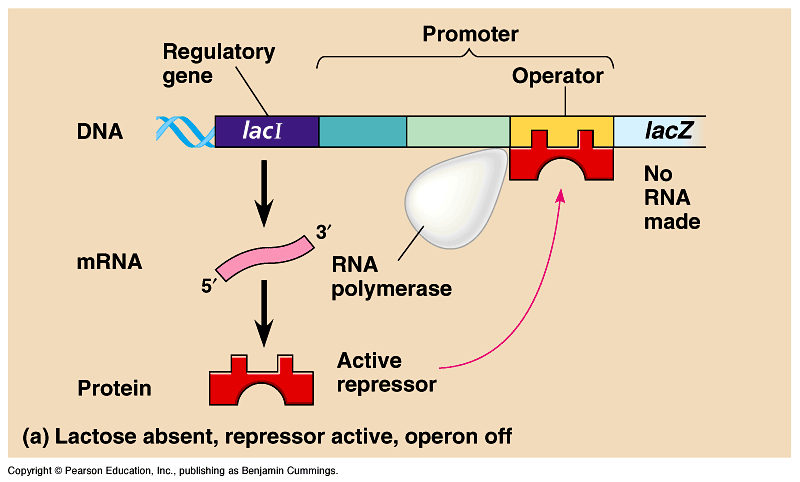 Promoter
Regulatory
gene
Operator
DNA
lacI
lacZ
No
RNA
made
3′
mRNA
5′
RNA
polymerase
Active
repressor
Protein
(a) Lactose absent, repressor active, operon off
Copyright © Pearson Education, Inc., publishing as Benjamin Cummings.